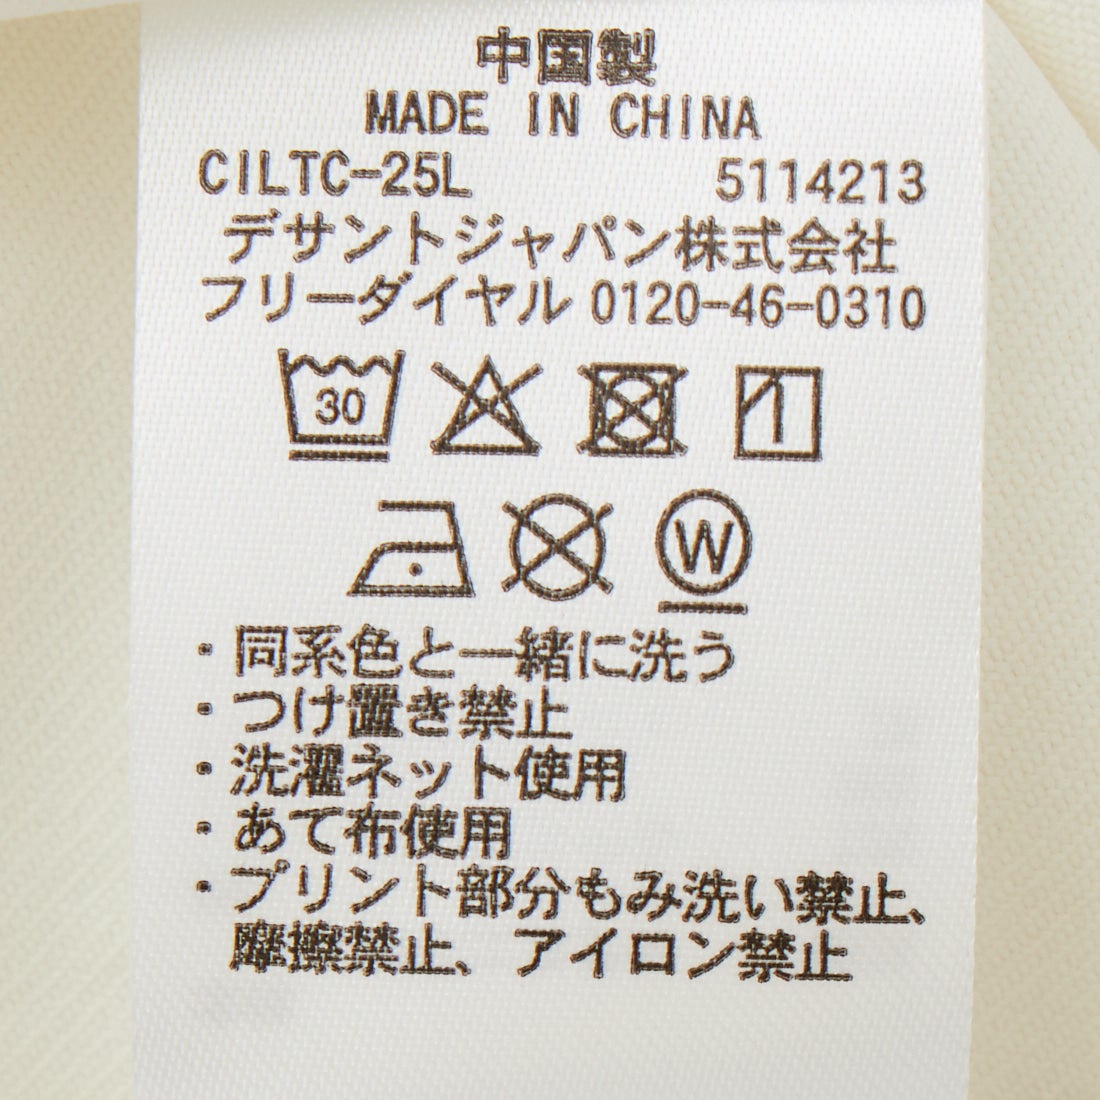 中国製
MADE IN CHINA
CILTC-25L 5114213
デサントジャパン株式会社
フリーダイヤル 0120-46-0310
30
W
・同系色と一緒に洗う
・つけ置き禁止
・洗濯ネット使用
・あて布使用
・プリント部分もみ洗い禁止、
摩擦禁止、アイロン禁止